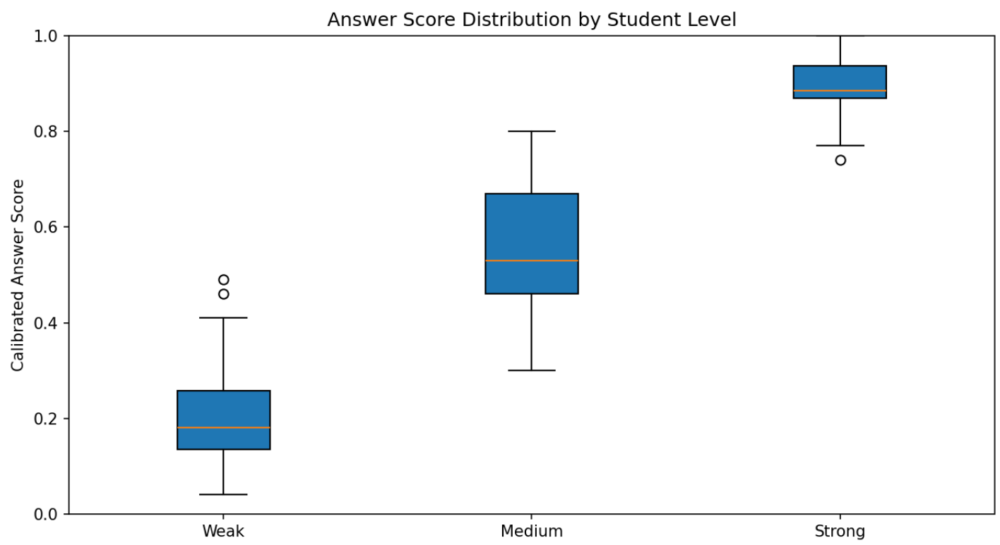 Answer Score Distribution by Student Level
1.0
0.8
0.6
0.4
0.2
0.0
Calibrated Answer Score
Weak Medium Strong